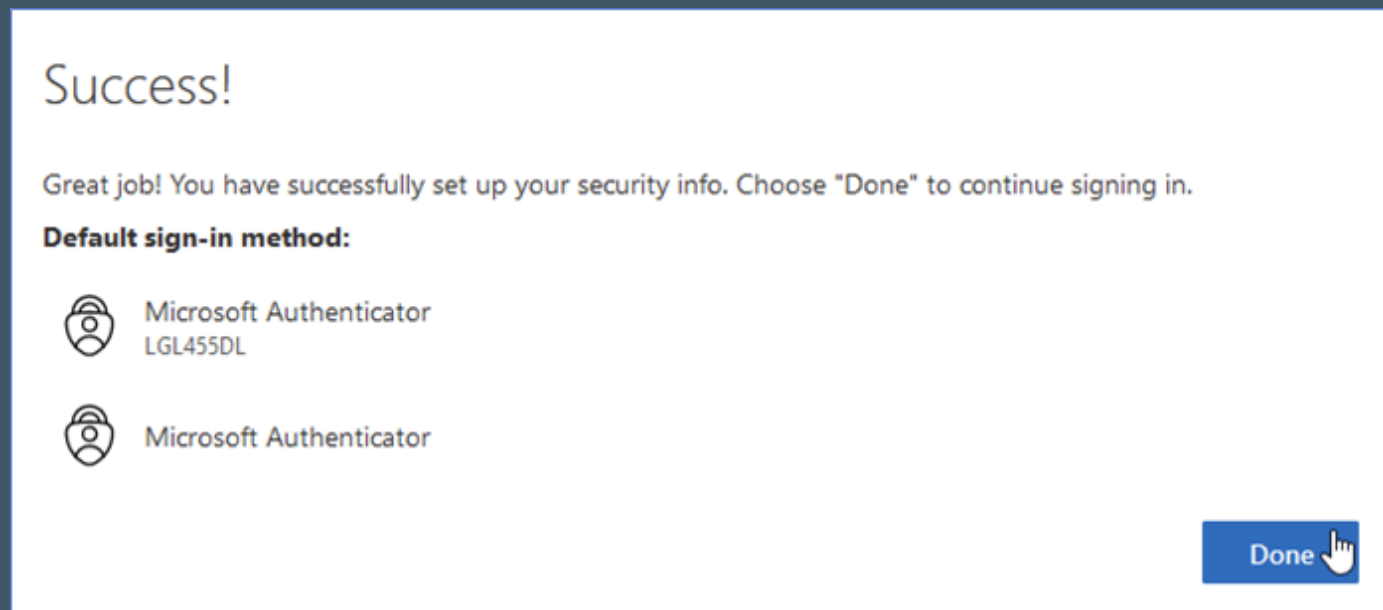 Success!
Great job! You have successfully set up your security info. Choose "Done" to continue signing in.
Default sign-in method:
Microsoft Authenticator
LGL455DL
Microsoft Authenticator
Done